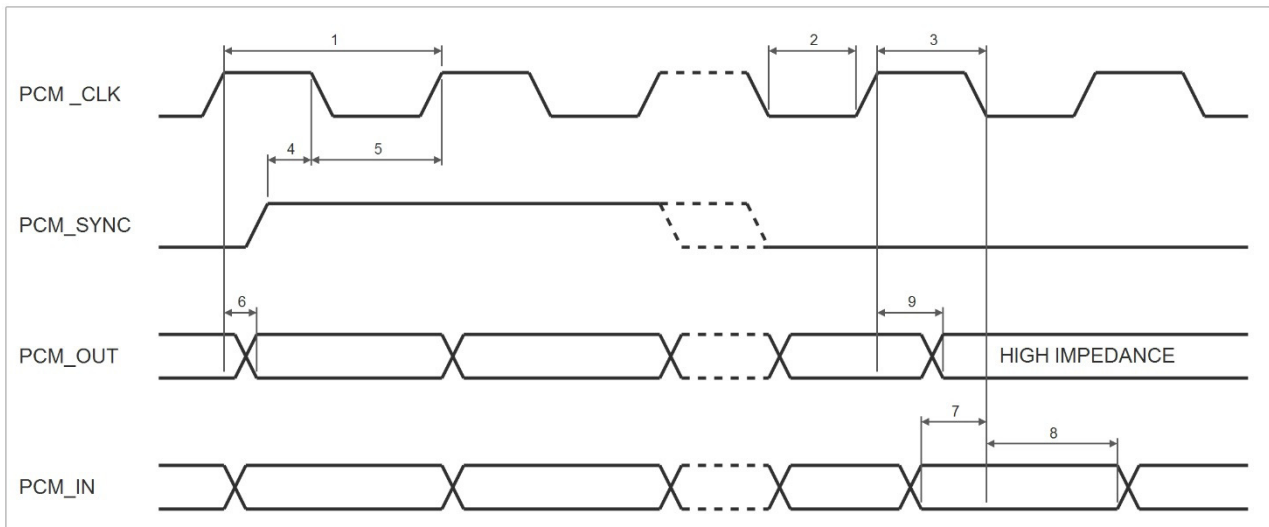 1
2
3
PCM _CLK
4
5
PCM_SYNC
6
9
PCM_OUT
HIGH IMPEDANCE
7
8
PCM_IN